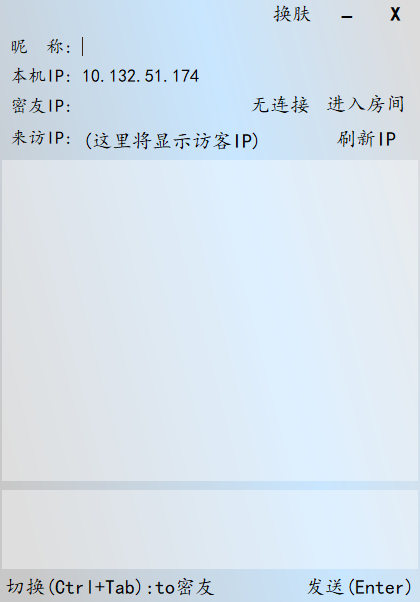 换肤 — X
昵 称:
本机IP: 10.132.51.174
密友IP: 无连接 进入房间
来访IP: (这里将显示访客IP) 刷新IP
切换(Ctrl+Tab):to密友 发送(Enter)